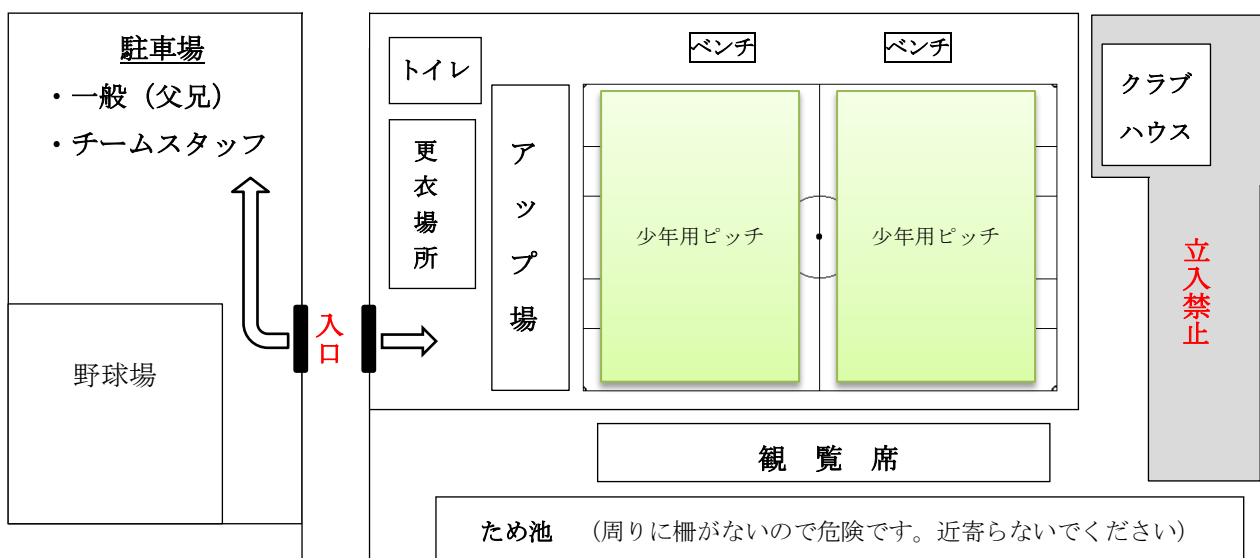 駐車場
・一般（父兄）
・チームスタッフ
野球場
入口
トイレ
更衣場所
アップ場
ベンチ
ベンチ
少年用ピッチ
少年用ピッチ
クラブ
ハウス
立入禁止
観覧席
ため池　（周りに柵がないので危険です。近寄らないでください）